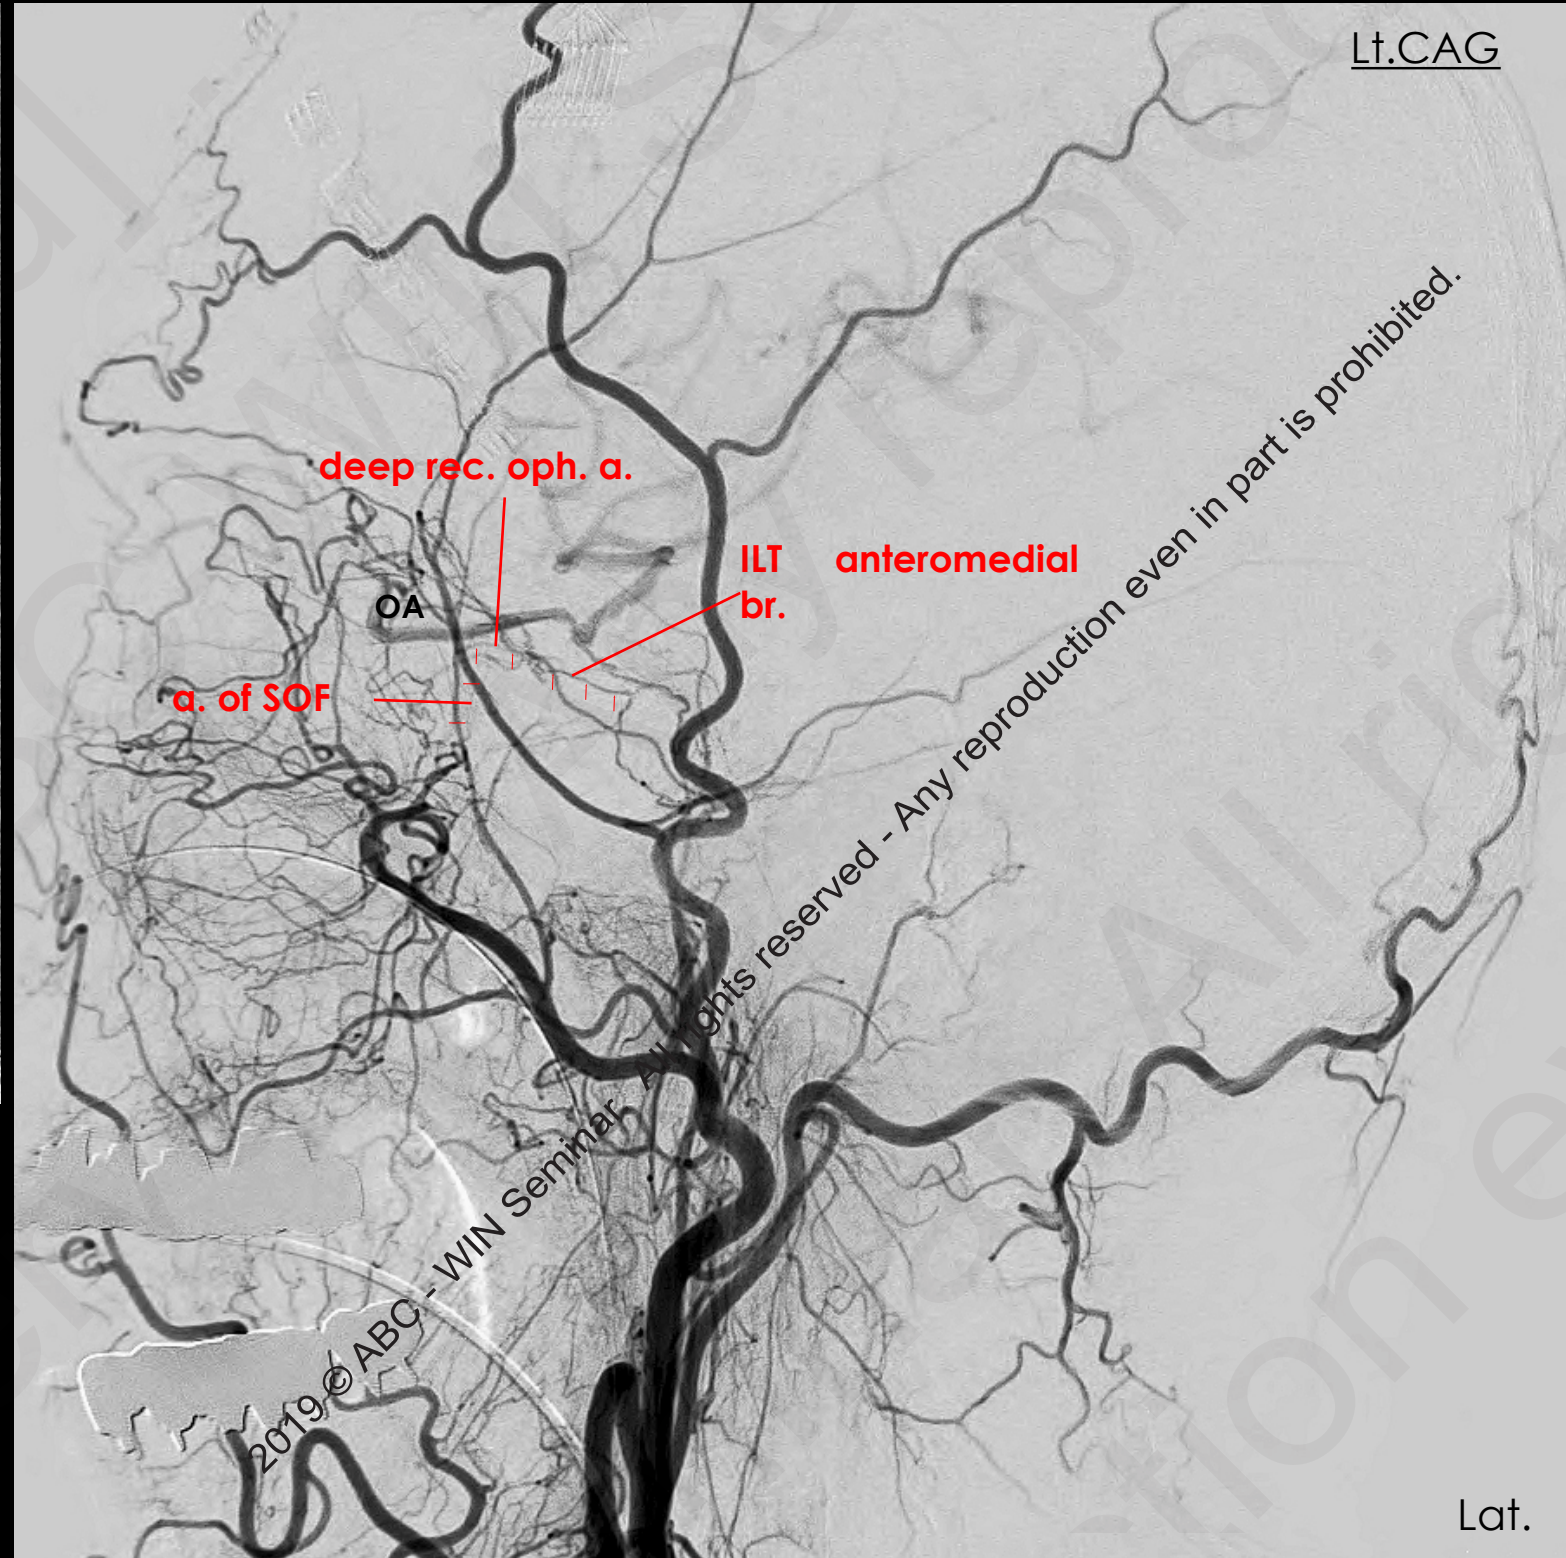 Lt.CAG
deep rec. oph. a.
ILT anteromedial
br.
OA
a. of SOF
2019 © ABC - WIN Seminar All rights reserved - Any reproduction even in part is prohibited.
Lat.